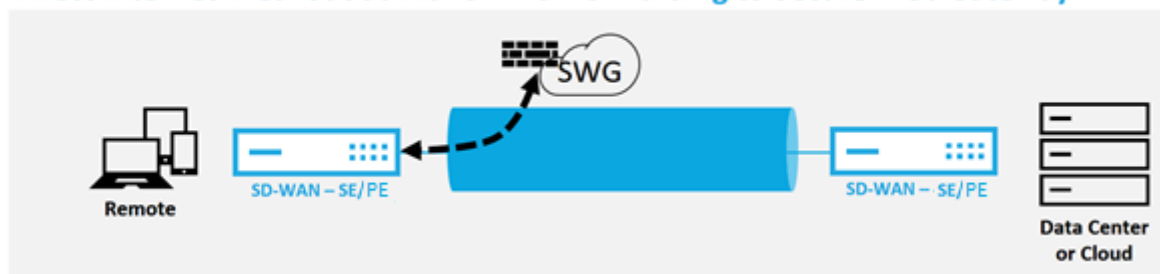 SWG
SD-WAN – SE/PE
SD-WAN – SE/PE
Remote
Data Center
or Cloud